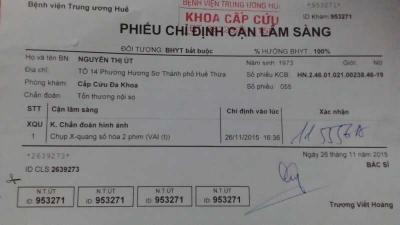 Bệnh viện Trung ương Huế
BỆNH VIỆN TRUNG ƯƠNG HU
KHOA CẤP CỨU
*953271*
ID Khám: 953271
PHIẾU CHỈ ĐỊNH CẬN LÂM SÀNG
ĐỐI TƯỢNG: BHYT bắt buộc
% HƯỞNG BHYT: 100%
Họ và tên BN NGUYỄN THỊ ÚT Năm sinh: 1973
Địa chỉ: TỔ 14 Phường Hương Sơ Thành phố Huế Thừa Số phiếu KCB: HN.2.46.01.021.00238.46-19
Phòng khám: Cấp Cứu Đa Khoa Số phiếu: 055
Chẩn đoán: Tổn thương nội sọ
STT Cận lâm sàng Chỉ định vào lúc Xác nhận
XQU K. Chẩn đoán hình ảnh
1 Chụp X-quang số hóa 2 phim (VAI (t)) 26/11/2015 16:36
*2639273*
ID CLS 2639273
Ngày 26 tháng 11 năm 2015
BÁC SĨ
N.T.ÚT N.T.ÚT N.T.ÚT N.T.ÚT
ID 953271 ID 953271 ID 953271 ID 953271
Trương Viết Hoàng